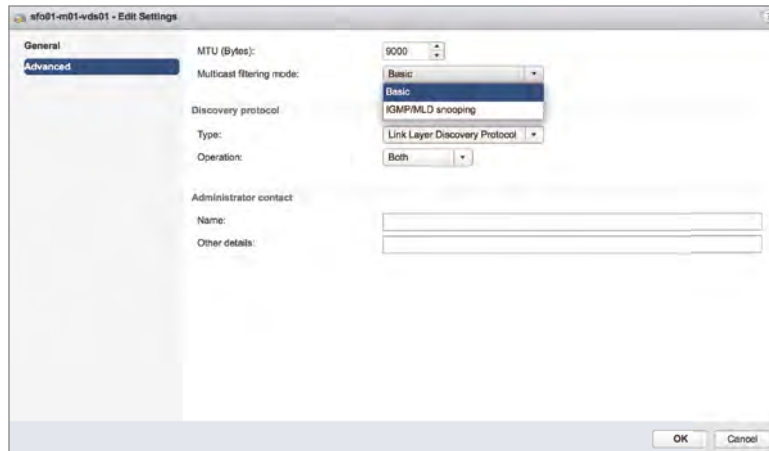 sfo01-m01-vds01 - Edit Settings
General
Advanced
MTU (Bytes): 9000
Multicast filtering mode: Basic
Basic
IGMP/MLD snooping
Discovery protocol
Type: Link Layer Discovery Protocol
Operation: Both
Administrator contact
Name:
Other details:
OK Cancel